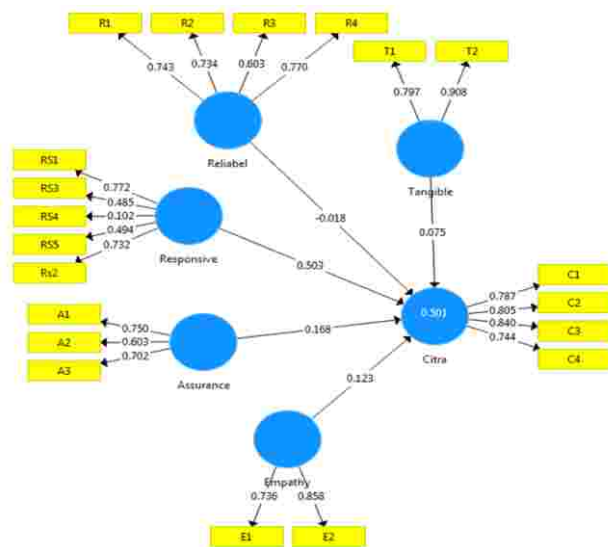 R1
R2
R3
R4
0.743
0.734
0.603
0.770
Reliabel
T1
T2
0.797
0.908
Tangible
RS1
RS3
RS4
RS5
Rs2
0.772
0.485
0.102
0.494
0.732
Responsive
-0.018
0.075
0.503
A1
A2
A3
0.750
0.603
0.702
Assurance
0.168
0.501
Citra
0.787
0.805
0.840
0.744
C1
C2
C3
C4
0.123
Empathy
0.736
0.858
E1
E2